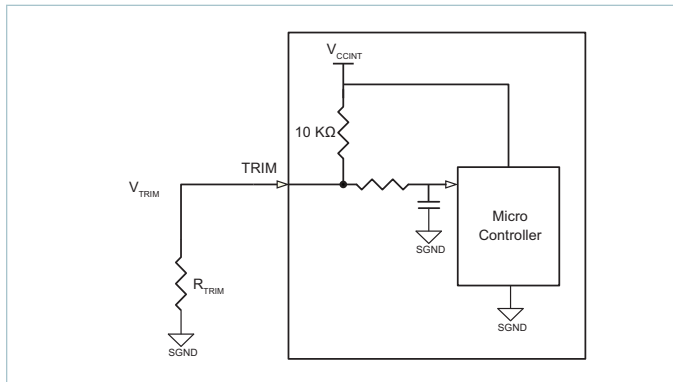 V_CCINT
10 KΩ
TRIM
V_TRIM
Micro
Controller
SGND
R_TRIM
SGND
SGND